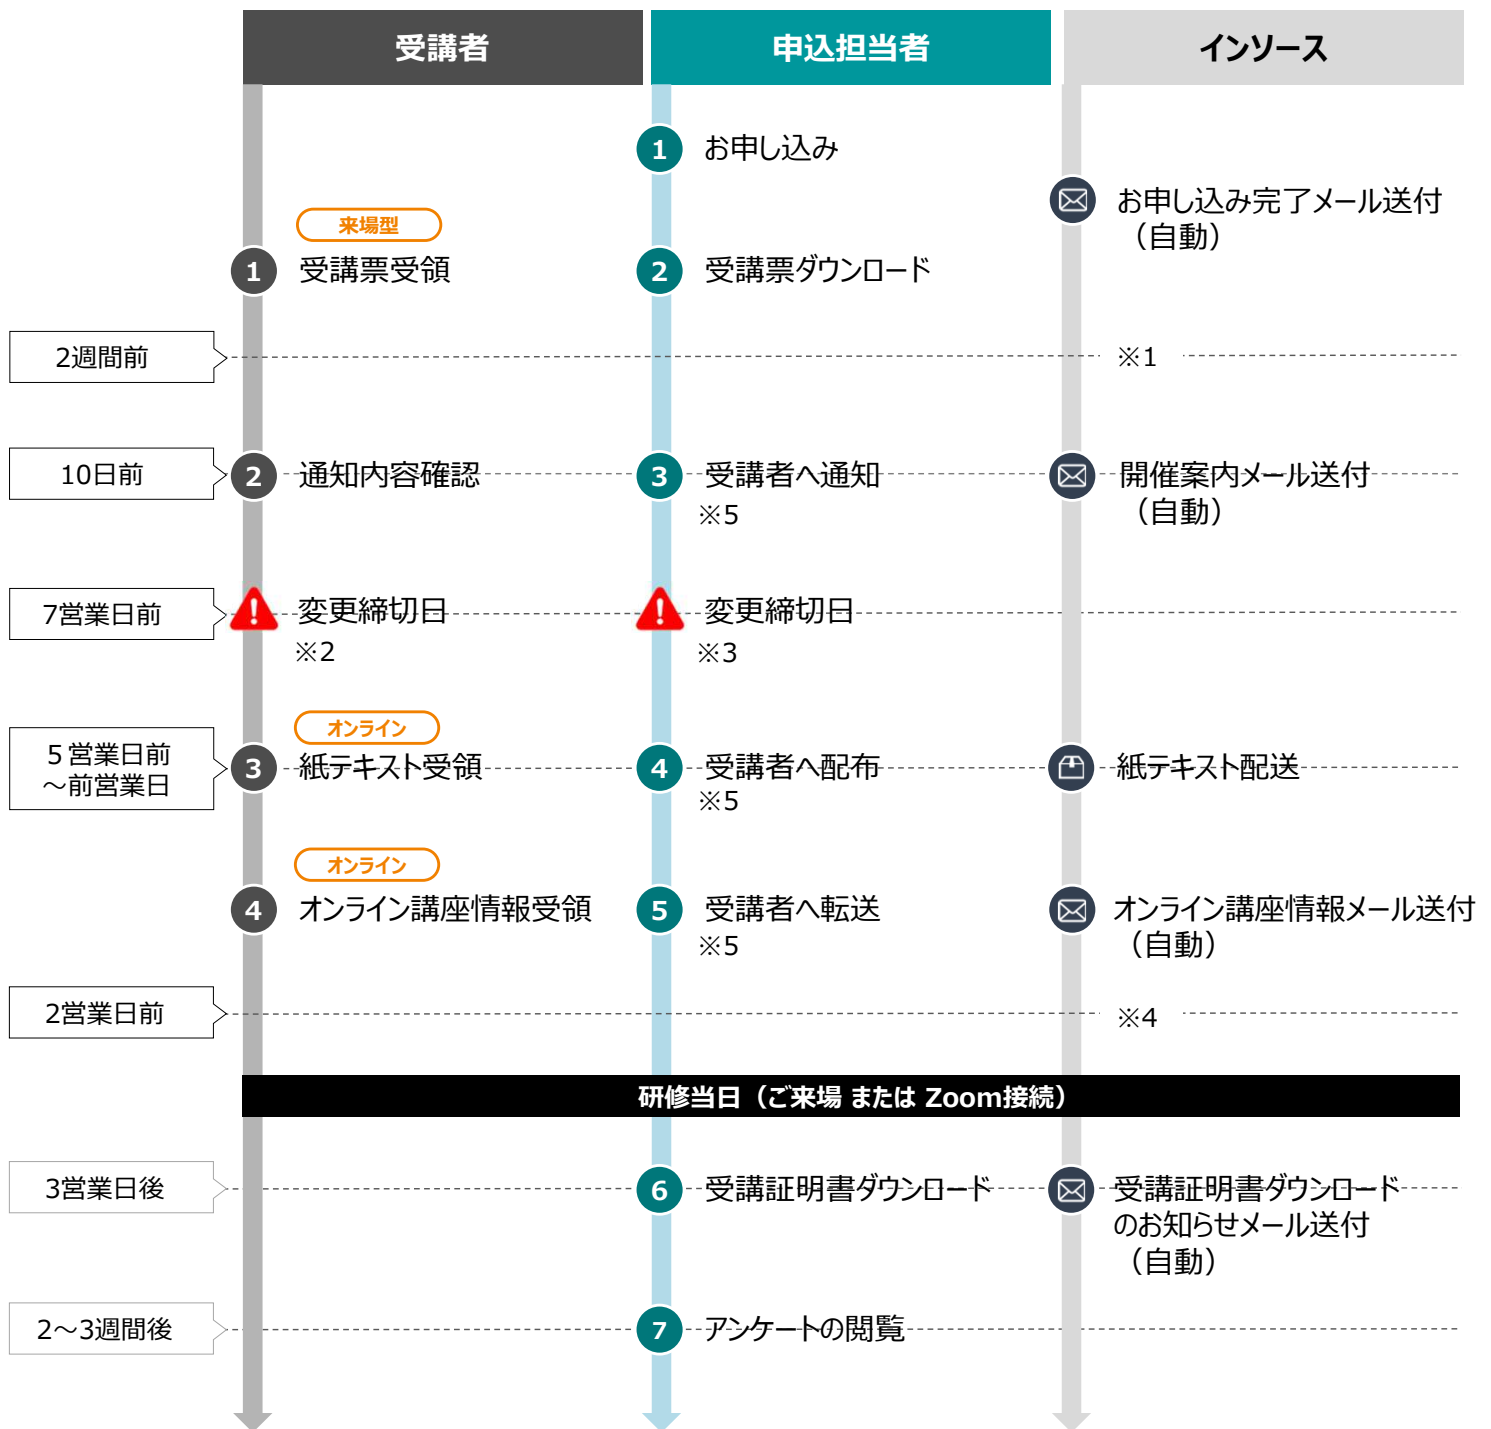 受講者
申込担当者
インソース
1 お申し込み
お申し込み完了メール送付
（自動）
来場型
1 受講票受領
2 受講票ダウンロード
2週間前
※1
10日前
2 通知内容確認
3 受講者へ通知
※5
開催案内メール送付
（自動）
7営業日前
変更締切日
※2
変更締切日
※3
５営業日前
～前営業日
オンライン
3 紙テキスト受領
4 受講者へ配布
※5
紙テキスト配送
オンライン
4 オンライン講座情報受領
5 受講者へ転送
※5
オンライン講座情報メール送付
（自動）
2営業日前
※4
研修当日（ご来場 または Zoom接続）
3営業日後
6 受講証明書ダウンロード
受講証明書ダウンロード
のお知らせメール送付
（自動）
2～3週間後
7 アンケートの閲覧